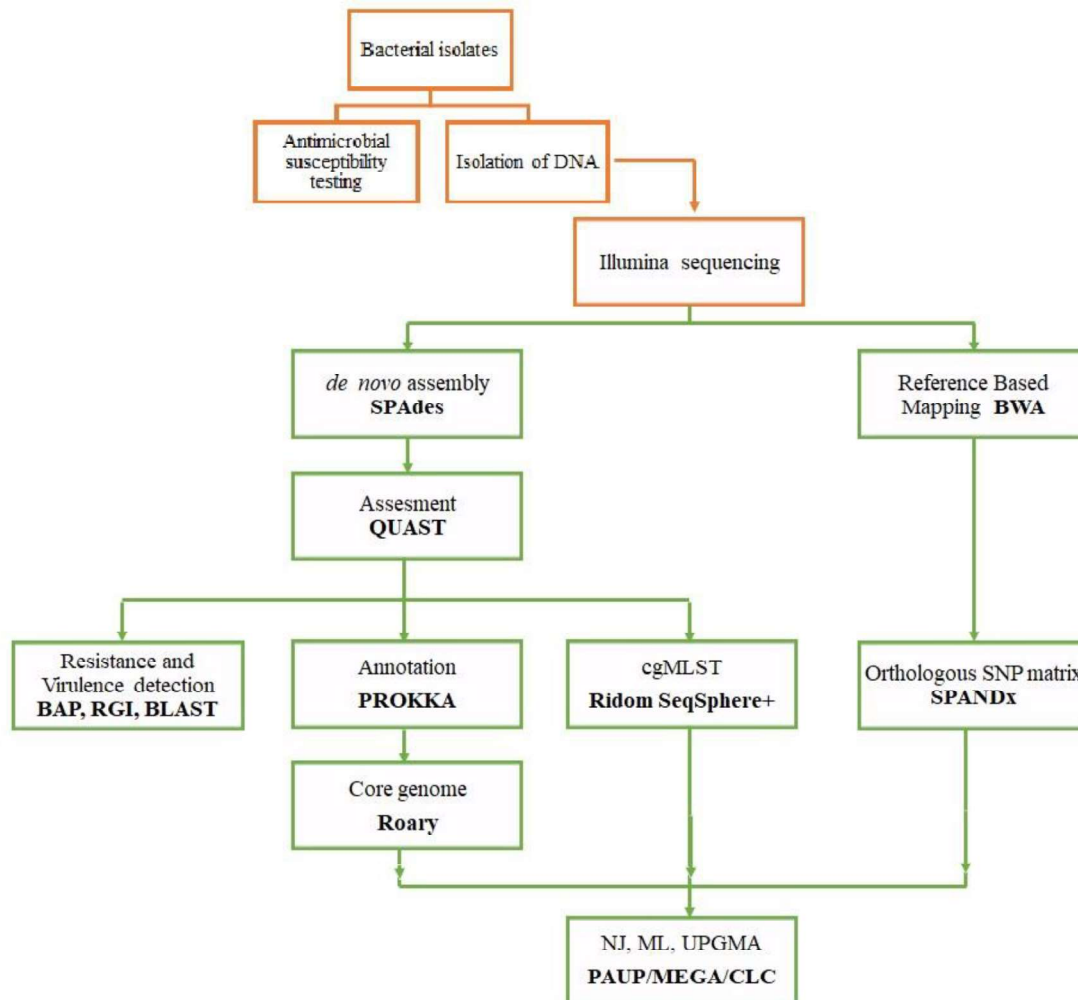 Bacterial isolates
Antimicrobial
susceptibility
testing
Isolation of DNA
Illumina sequencing
de novo assembly
SPAdes
Reference Based
Mapping BWA
Assesment
QUAST
Resistance and
Virulence detection
BAP, RGI, BLAST
Annotation
PROKKA
cgMLST
Ridom SeqSphere+
Orthologous SNP matrix
SPANDx
Core genome
Roary
NJ, ML, UPGMA
PAUP/MEGA/CLC